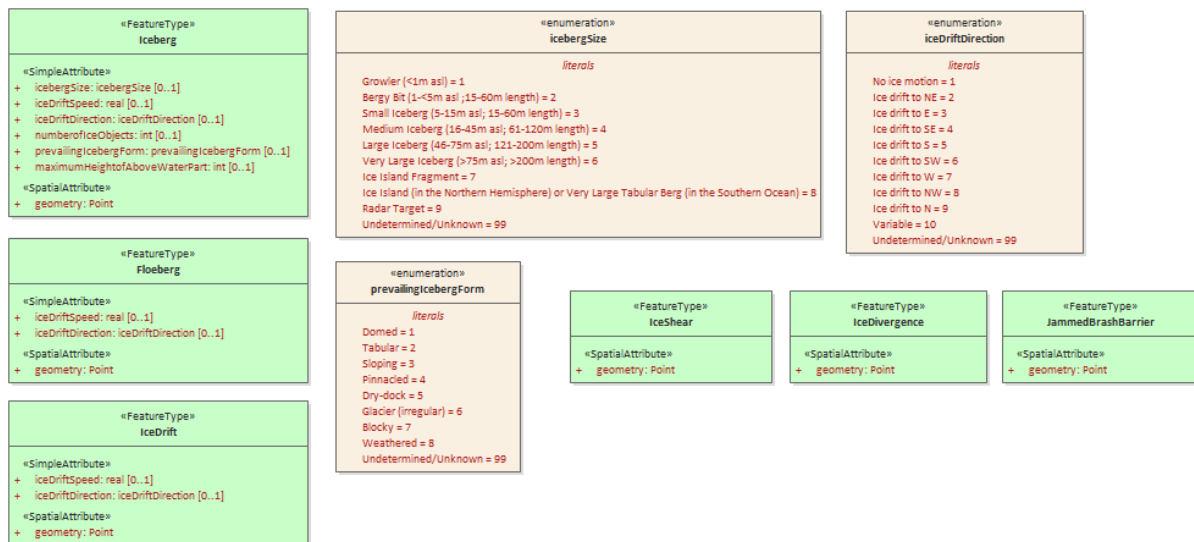 «FeatureType»
Iceberg
«SimpleAttribute»
+ icebergSize: icebergSize [0..1]
+ iceDriftSpeed: real [0..1]
+ iceDriftDirection: iceDriftDirection [0..1]
+ numberofIceObjects: int [0..1]
+ prevailingIcebergForm: prevailingIcebergForm [0..1]
+ maximumHeightofAboveWaterPart: int [0..1]
«SpatialAttribute»
+ geometry: Point
«enumeration»
icebergSize
literals
Growler (<1m asl) = 1
Bergy Bit (1-<5m asl ;15-60m length) = 2
Small Iceberg (5-15m asl; 15-60m length) = 3
Medium Iceberg (16-45m asl; 61-120m length) = 4
Large Iceberg (46-75m asl; 121-200m length) = 5
Very Large Iceberg (>75m asl; >200m length) = 6
Ice Island Fragment = 7
Ice Island (in the Northern Hemisphere) or Very Large Tabular Berg (in the Southern Ocean) = 8
Radar Target = 9
Undetermined/Unknown = 99
«enumeration»
iceDriftDirection
literals
No ice motion = 1
Ice drift to NE = 2
Ice drift to E = 3
Ice drift to SE = 4
Ice drift to S = 5
Ice drift to SW = 6
Ice drift to W = 7
Ice drift to NW = 8
Ice drift to N = 9
Variable = 10
Undetermined/Unknown = 99
«FeatureType»
Floeberg
«SimpleAttribute»
+ iceDriftSpeed: real [0..1]
+ iceDriftDirection: iceDriftDirection [0..1]
«SpatialAttribute»
+ geometry: Point
«enumeration»
prevailingIcebergForm
literals
Domed = 1
Tabular = 2
Sloping = 3
Pinnacled = 4
Dry-dock = 5
Glacier (irregular) = 6
Blocky = 7
Weathered = 8
Undetermined/Unknown = 99
«FeatureType»
IceShear
«SpatialAttribute»
+ geometry: Point
«FeatureType»
IceDivergence
«SpatialAttribute»
+ geometry: Point
«FeatureType»
JammedBrashBarrier
«SpatialAttribute»
+ geometry: Point
«FeatureType»
IceDrift
«SimpleAttribute»
+ iceDriftSpeed: real [0..1]
+ iceDriftDirection: iceDriftDirection [0..1]
«SpatialAttribute»
+ geometry: Point